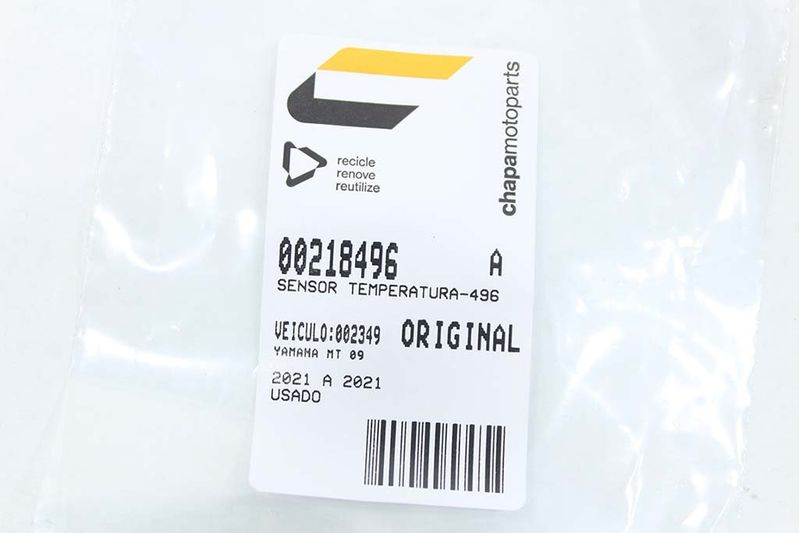 chapamotoparts
recicle
renove
reutilize
00218496 A
SENSOR TEMPERATURA-496
VEICULO:002349 ORIGINAL
YAMAHA MT 09
2021 A 2021
USADO